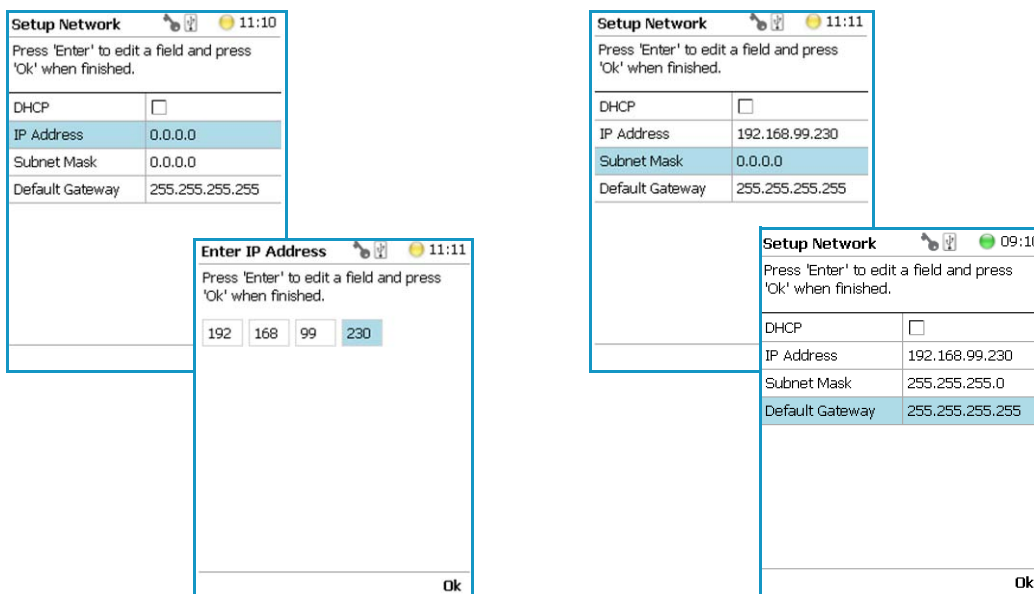 Setup Network 11:10
Press 'Enter' to edit a field and press
'Ok' when finished.
DHCP
IP Address 0.0.0.0
Subnet Mask 0.0.0.0
Default Gateway 255.255.255.255
Enter IP Address 11:11
Press 'Enter' to edit a field and press
'Ok' when finished.
192 168 99 230
Ok
Setup Network 11:11
Press 'Enter' to edit a field and press
'Ok' when finished.
DHCP
IP Address 192.168.99.230
Subnet Mask 0.0.0.0
Default Gateway 255.255.255.255
Setup Network
Press 'Enter' to edit a field and press
'Ok' when finished.
DHCP
IP Address 192.168.99.230
Subnet Mask 255.255.255.0
Default Gateway 255.255.255.255
Ok